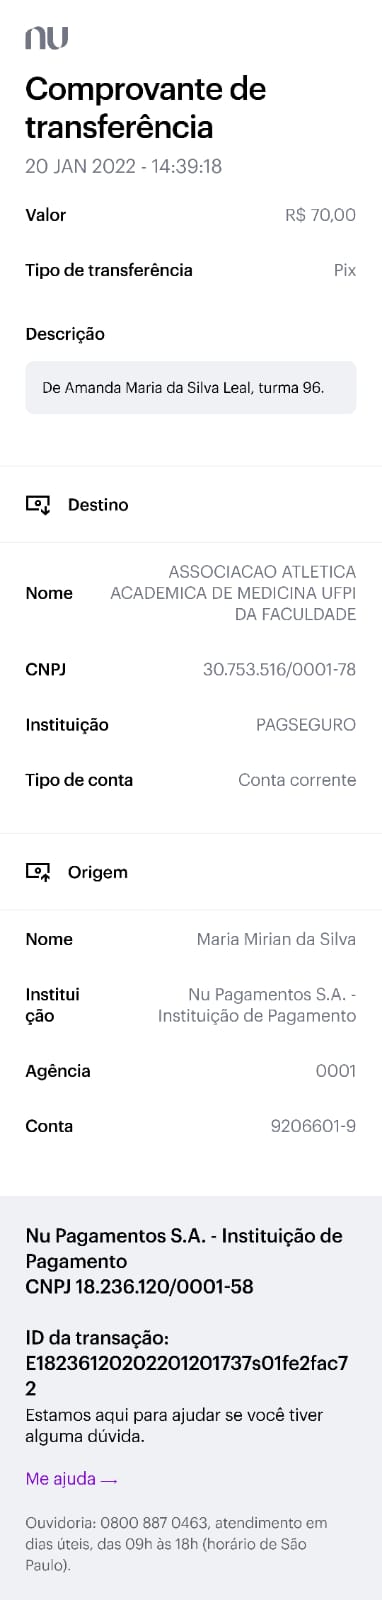 nu
Comprovante de
transferência
20 JAN 2022 - 14:39:18
Valor R$ 70,00
Tipo de transferência Pix
Descrição
De Amanda Maria da Silva Leal, turma 96.
Destino
Nome ASSOCIACAO ATLETICA
ACADEMICA DE MEDICINA UFPI
DA FACULDADE
CNPJ 30.753.516/0001-78
Instituição PAGSEGURO
Tipo de conta Conta corrente
Origem
Nome Maria Mirian da Silva
Institui Nu Pagamentos S.A. -
ção Instituição de Pagamento
Agência 0001
Conta 9206601-9
Nu Pagamentos S.A. - Instituição de
Pagamento
CNPJ 18.236.120/0001-58
ID da transação:
E18236120202201201737s01fe2fac7
2
Estamos aqui para ajudar se você tiver
alguma dúvida.
Me ajuda →
Ouvidoria: 0800 887 0463, atendimento em
dias úteis, das 09h às 18h (horário de São
Paulo).